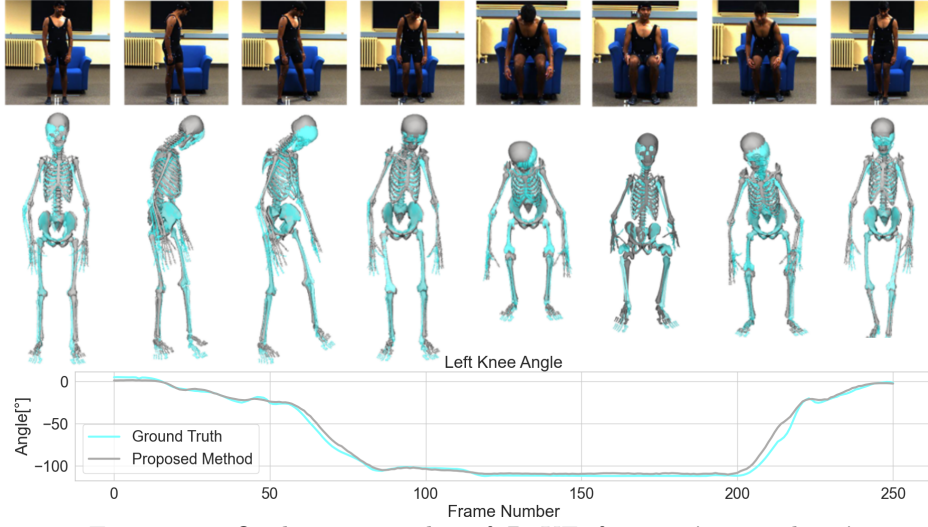 Left Knee Angle
Angle[°]
0
−50
−100
Ground Truth
Proposed Method
0
50
100
150
200
250
Frame Number